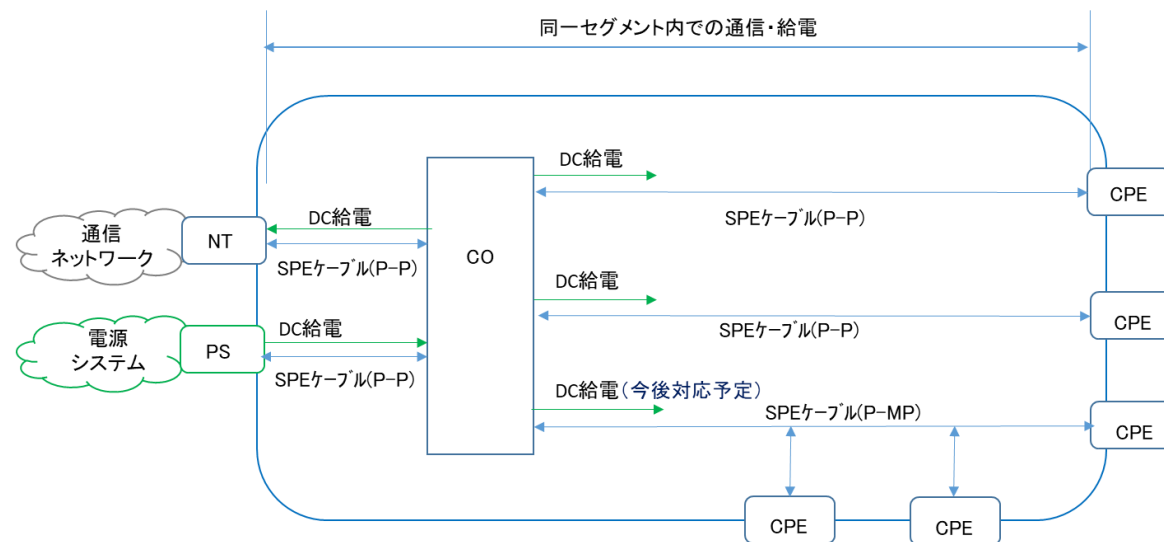 同一セグメント内での通信・給電
DC給電
CPE
SPEケーブル(P-P)
通信
ネットワーク
NT
DC給電
SPEケーブル(P-P)
CO
DC給電
SPEケーブル(P-P)
CPE
電源
システム
PS
DC給電
SPEケーブル(P-P)
DC給電(今後対応予定)
SPEケーブル(P-MP)
CPE
CPE
CPE